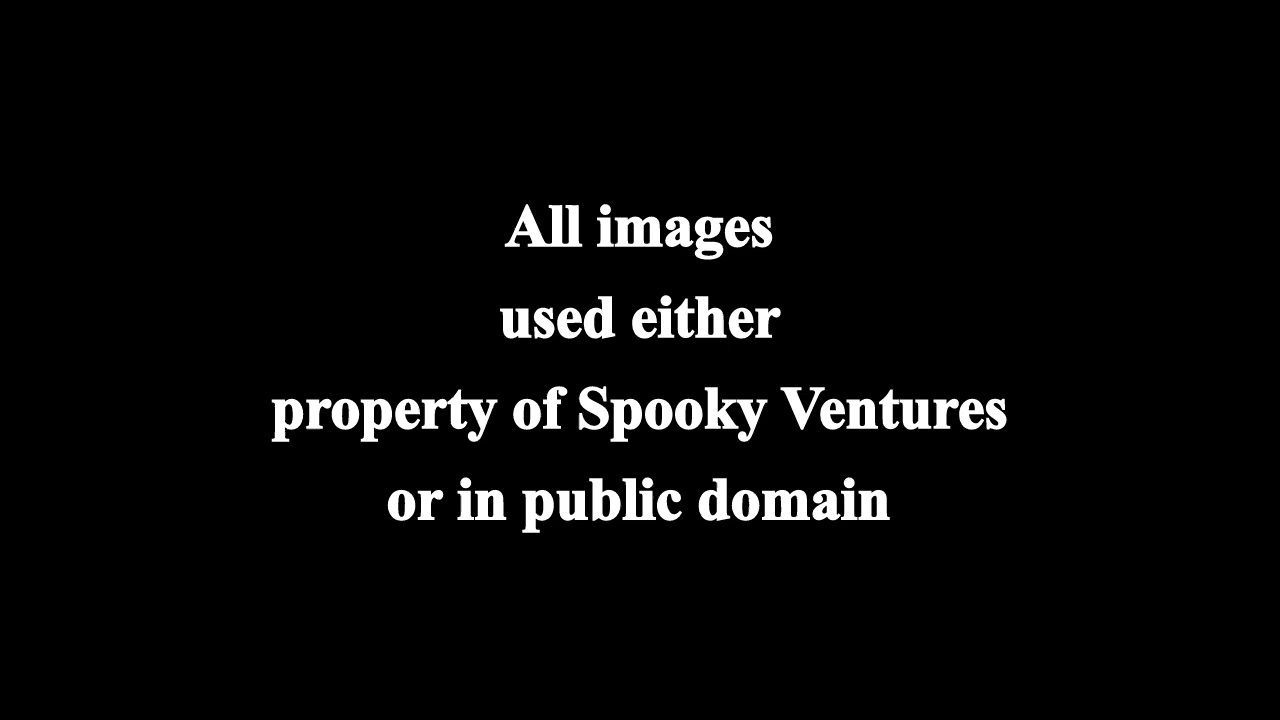 All images
used either
property of Spooky Ventures
or in public domain